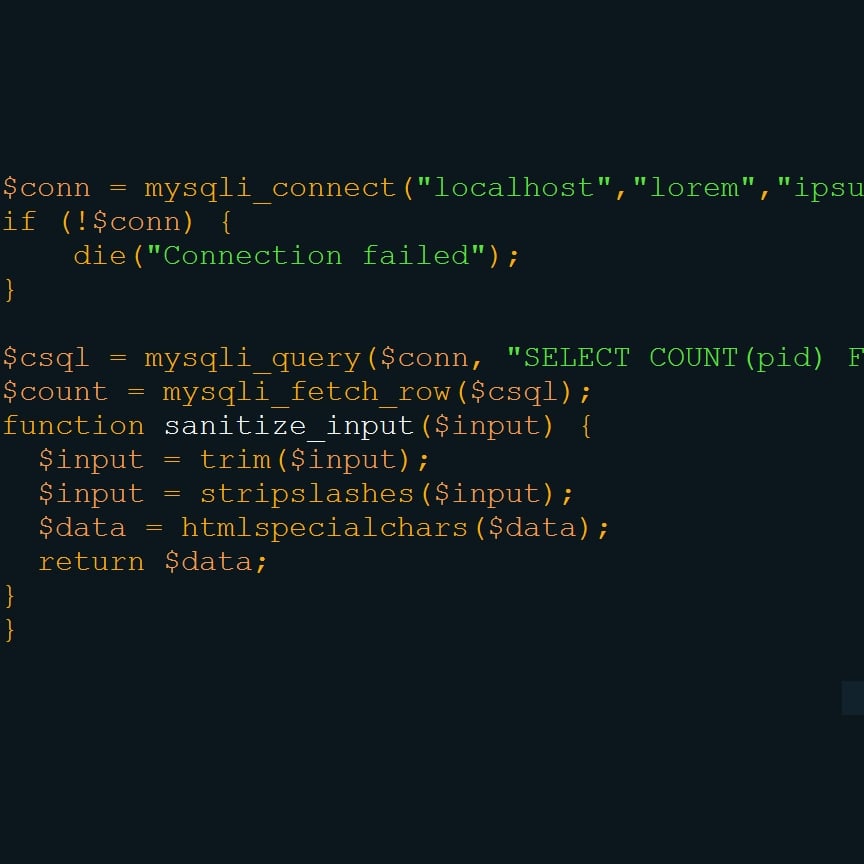 $conn = mysqli_connect("localhost","lorem","ipsu
if (!$conn) {
    die("Connection failed");
}

$csql = mysqli_query($conn, "SELECT COUNT(pid) F
$count = mysqli_fetch_row($csql);
function sanitize_input($input) {
  $input = trim($input);
  $input = stripslashes($input);
  $data = htmlspecialchars($data);
  return $data;
}
}